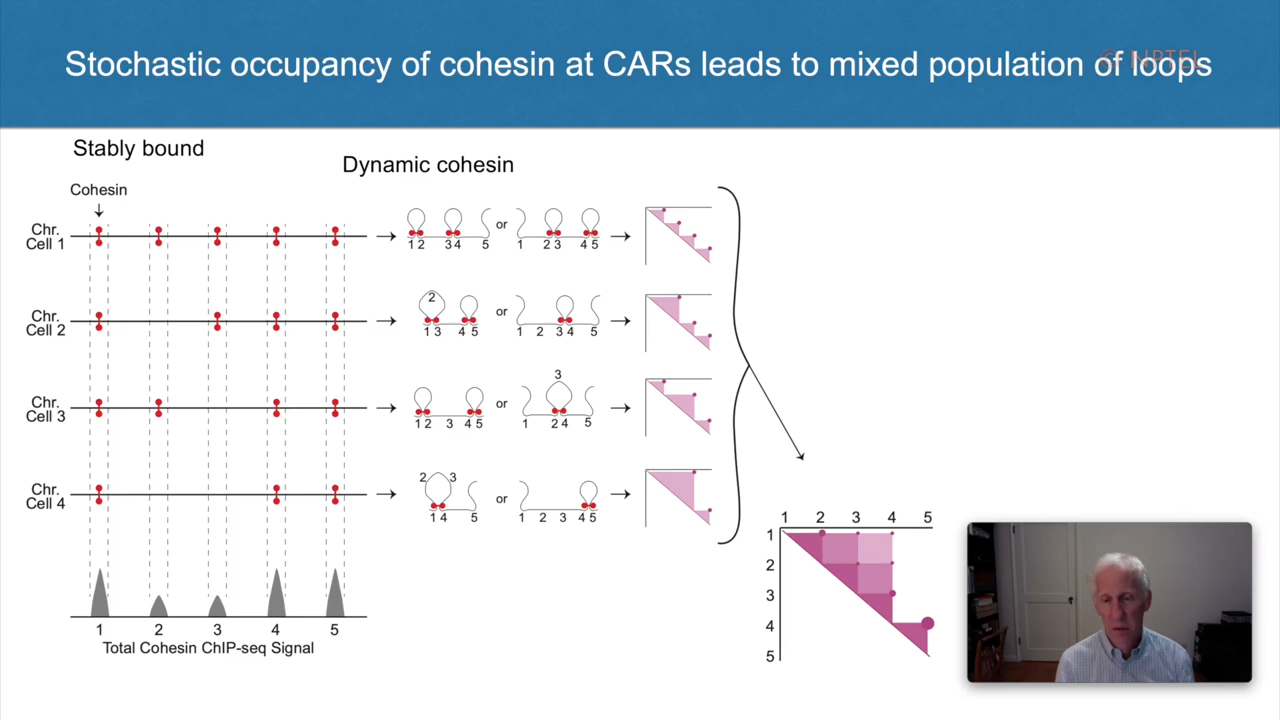 Stochastic occupancy of cohesin at CARs leads to mixed population of loops
© NPTEL
Stably bound
Dynamic cohesin
Cohesin
Chr.
Cell 1
1 2 3 4 5 or 1 2 3 4 5
Chr.
Cell 2
2
1 3 4 5 or 1 2 3 4 5
Chr.
Cell 3
3
1 2 3 4 5 or 1 2 4 5
Chr.
Cell 4
2 3
1 4 5 or 1 2 3 4 5
1 2 3 4 5
Total Cohesin ChIP-seq Signal
1 2 3 4 5
1
2
3
4
5